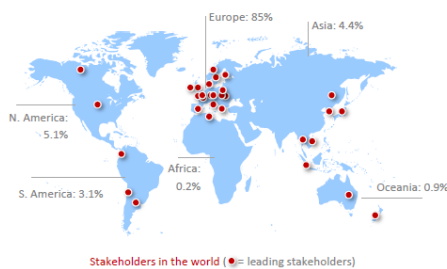 Europe: 85%
Asia: 4.4%
N. America:
5.1%
Africa:
0.2%
S. America: 3.1%
Oceania: 0.9%
Stakeholders in the world (= leading stakeholders)